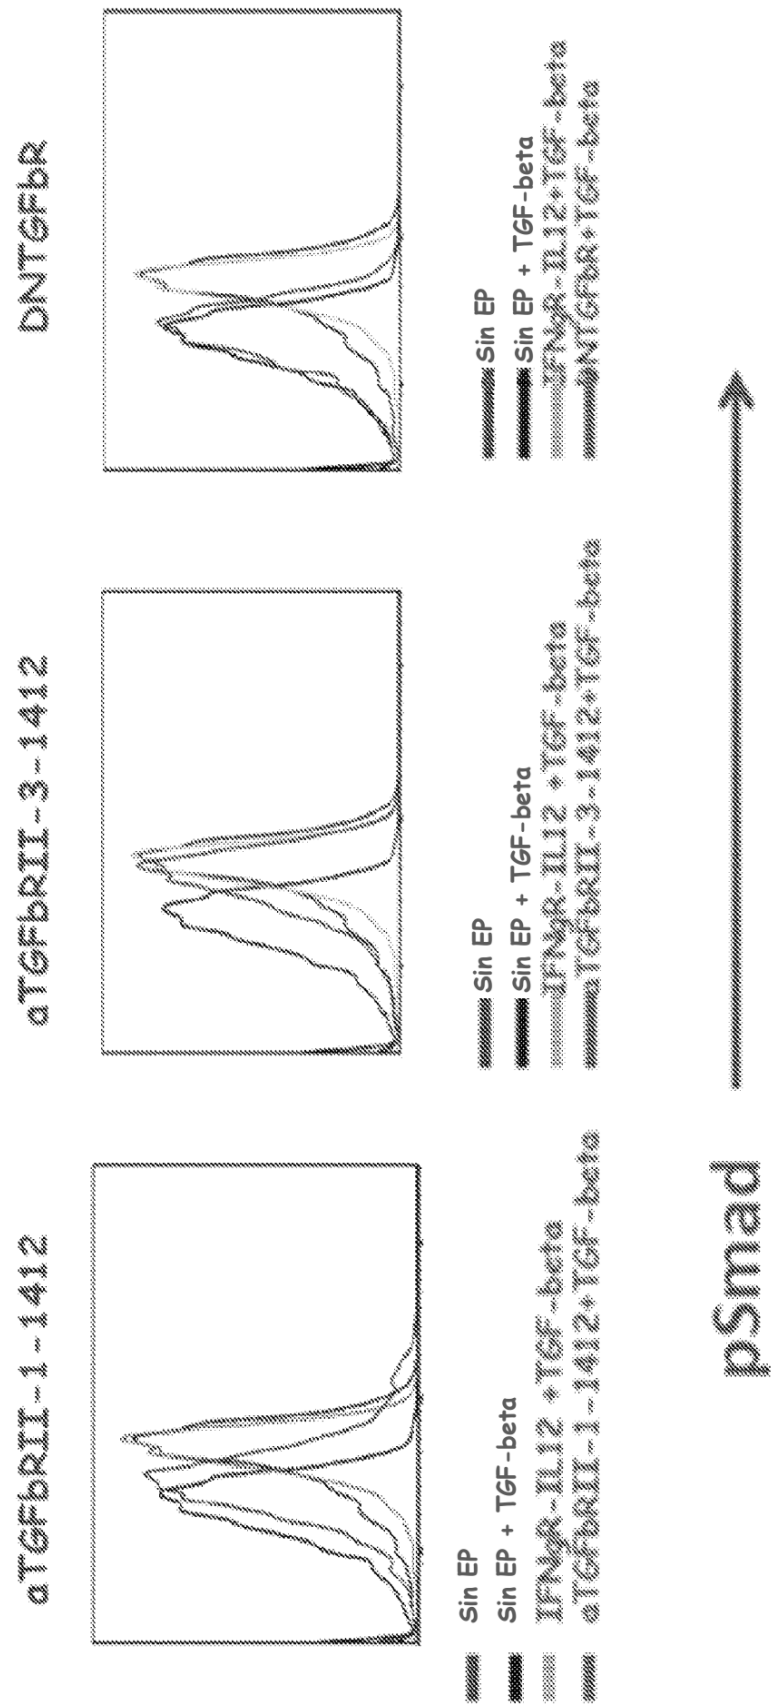 aTGFbRII-1-1412
Sin EP
Sin EP + TGF-beta
IFNgR-IL12 +TGF-beta
aTGFbRII-1-1412+TGF-beta
aTGFbRII-3-1412
Sin EP
Sin EP + TGF-beta
IFNgR-IL12 +TGF-beta
aTGFbRII-3-1412+TGF-beta
DNTGFbR
Sin EP
Sin EP + TGF-beta
IFNgR-IL12+TGF-beta
DNTGFbR+TGF-beta
pSmad